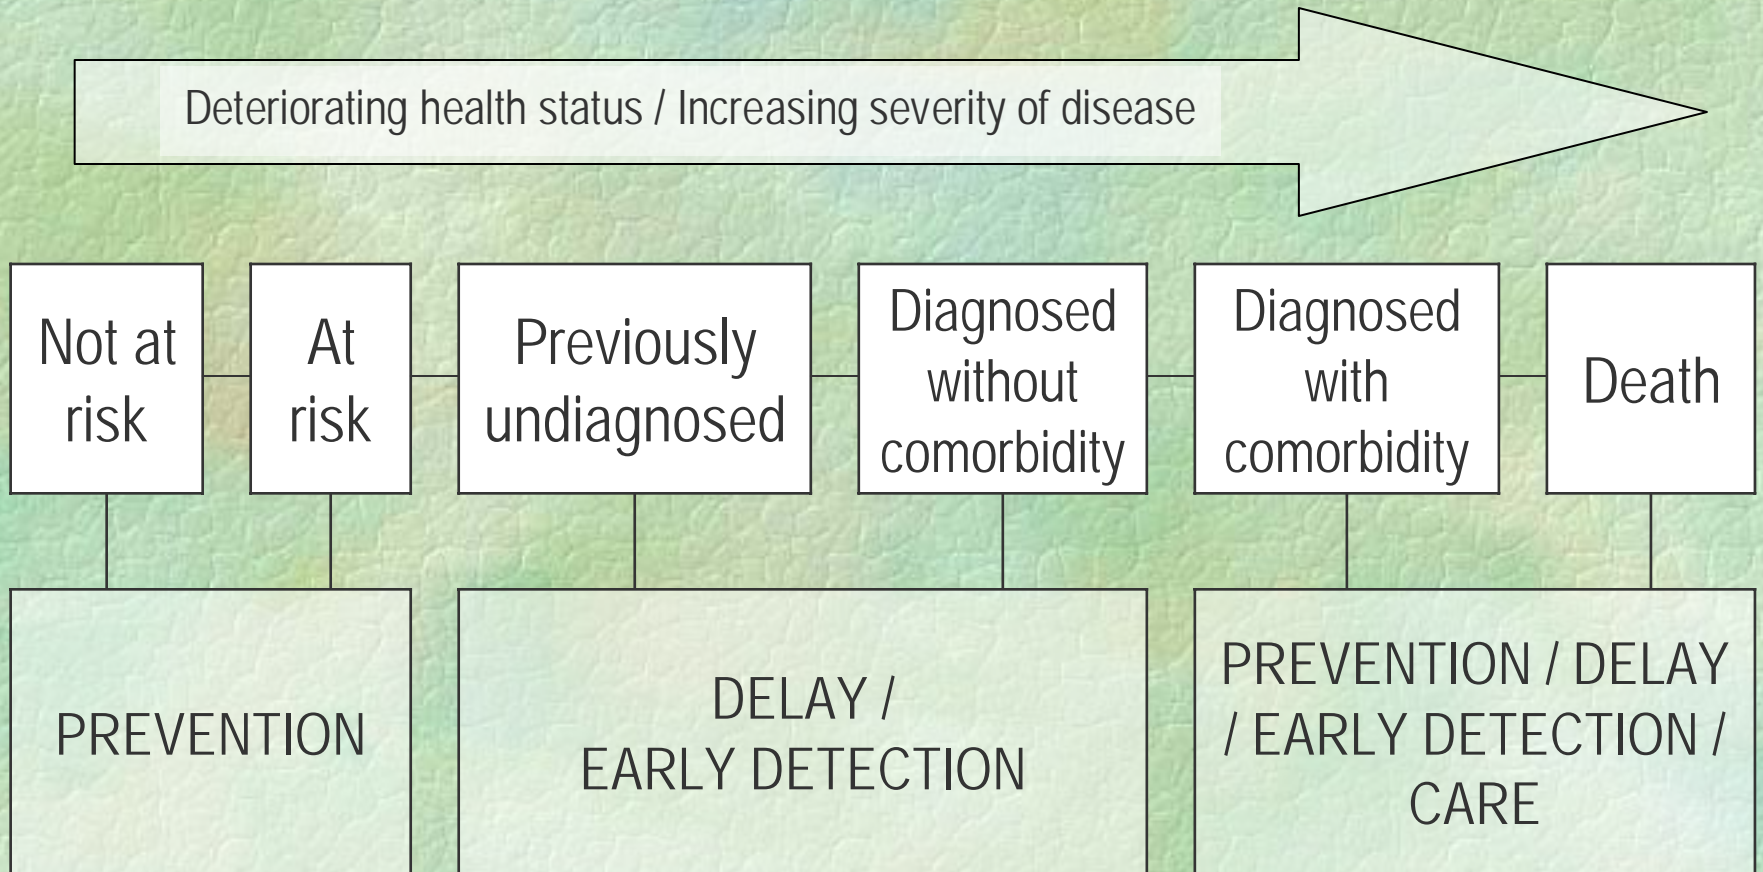 Deteriorating health status / Increasing severity of disease
Not at
risk
At
risk
Previously
undiagnosed
Diagnosed
without
comorbidity
Diagnosed
with
comorbidity
Death
PREVENTION
DELAY /
EARLY DETECTION
PREVENTION / DELAY
/ EARLY DETECTION /
CARE